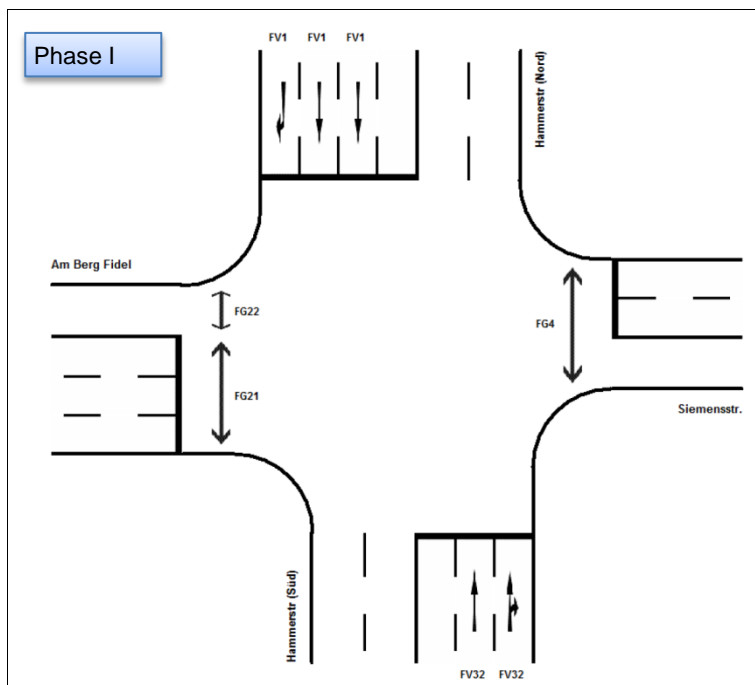 Phase I
FV1 FV1 FV1
Hammerstr (Nord)
Am Berg Fidel
FG22
FG4
FG21
Siemensstr.
Hammerstr (Süd)
FV32 FV32